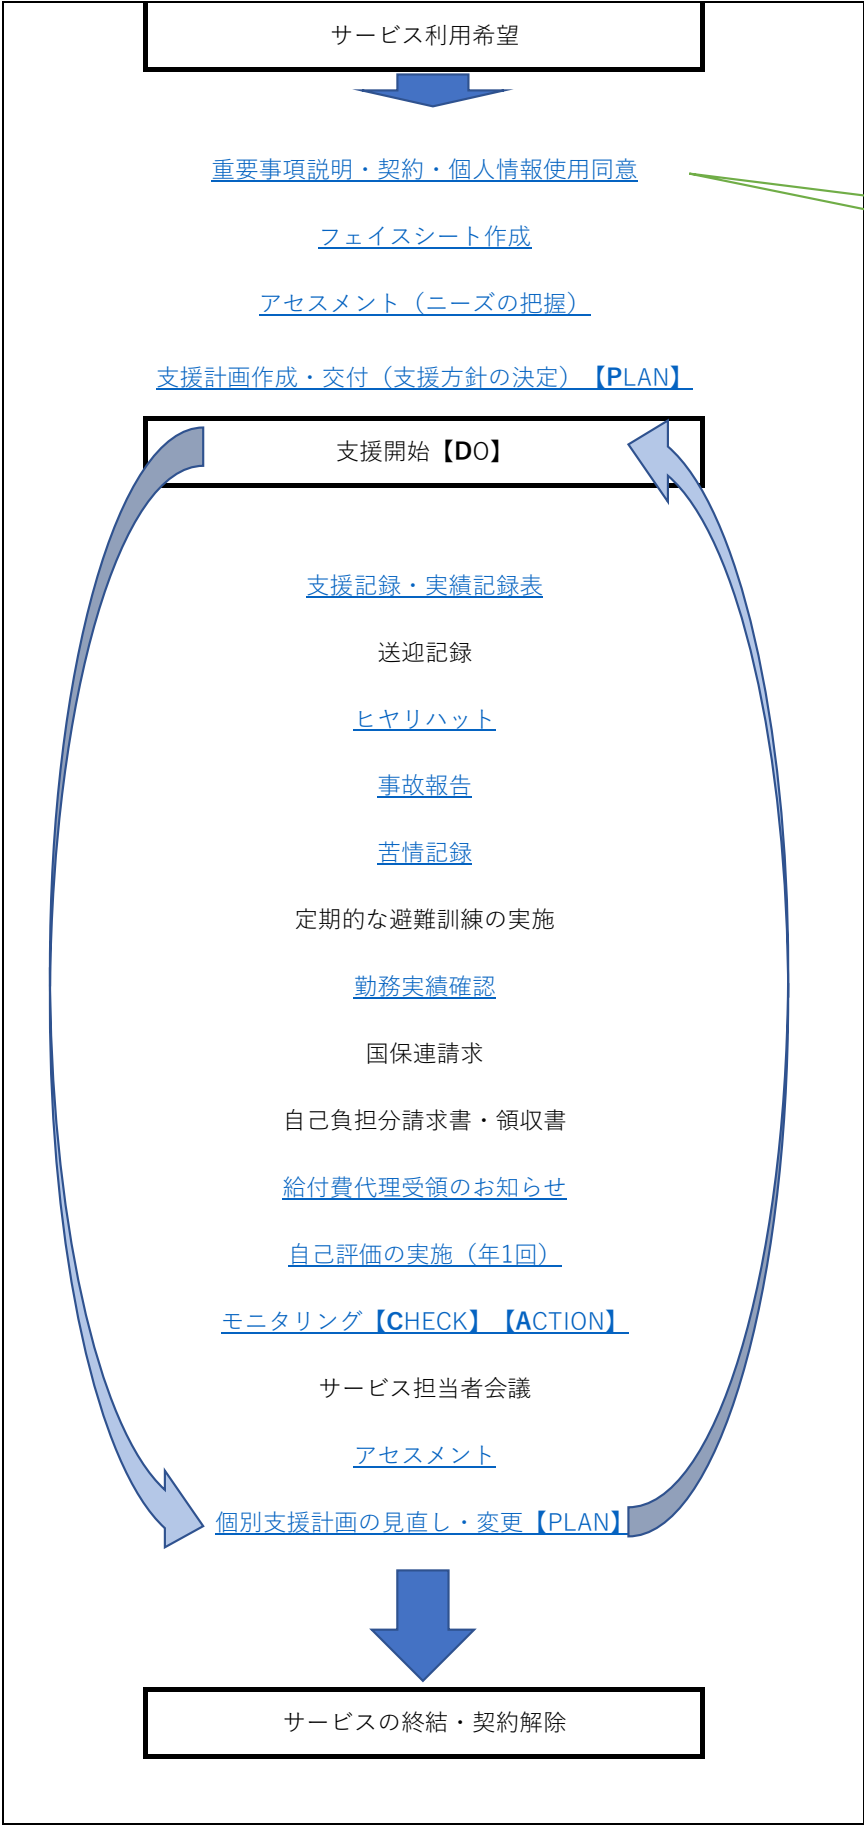 サービス利用希望
重要事項説明・契約・個人情報使用同意
フェイスシート作成
アセスメント（ニーズの把握）
支援計画作成・交付（支援方針の決定）【PLAN】
支援開始【DO】
支援記録・実績記録表
送迎記録
ヒヤリハット
事故報告
苦情記録
定期的な避難訓練の実施
勤務実績確認
国保連請求
自己負担分請求書・領収書
給付費代理受領のお知らせ
自己評価の実施（年1回）
モニタリング【CHECK】【ACTION】
サービス担当者会議
アセスメント
個別支援計画の見直し・変更【PLAN】
サービスの終結・契約解除